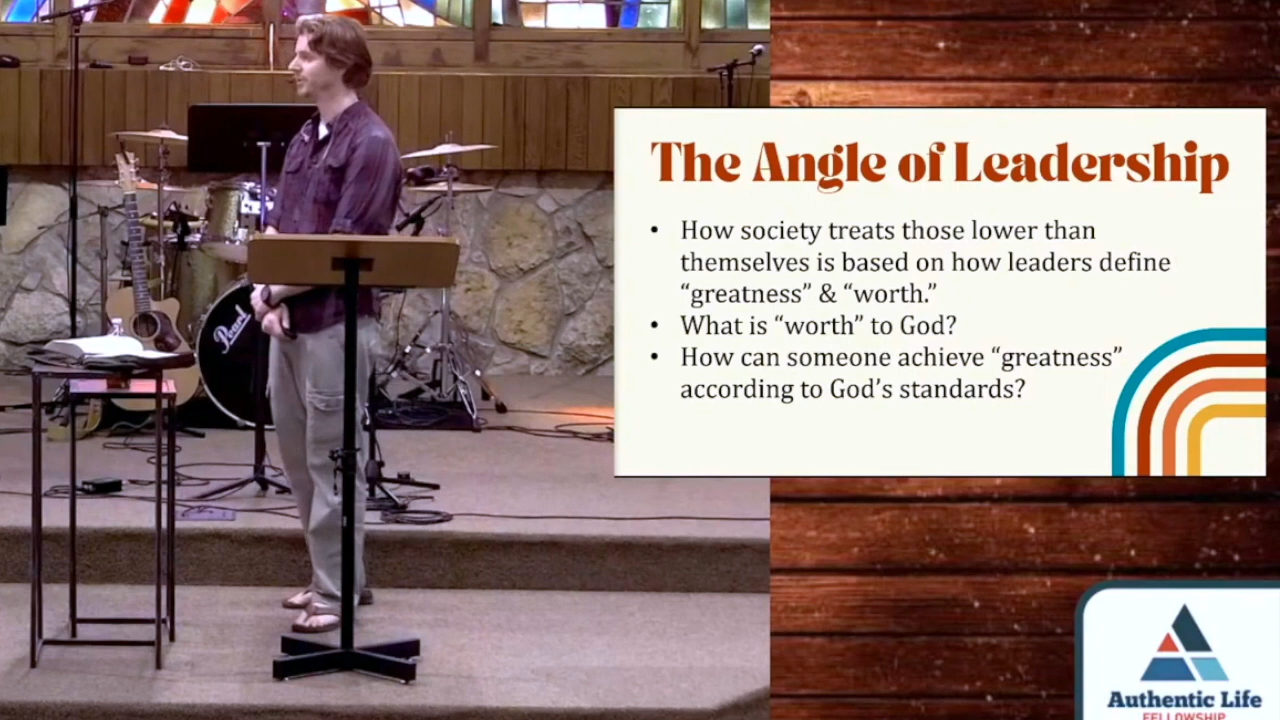 The Angle of Leadership
• How society treats those lower than
themselves is based on how leaders define
“greatness” & “worth.”
• What is “worth” to God?
• How can someone achieve “greatness”
according to God’s standards?
Pearl
Authentic Life
FELLOWSHIP